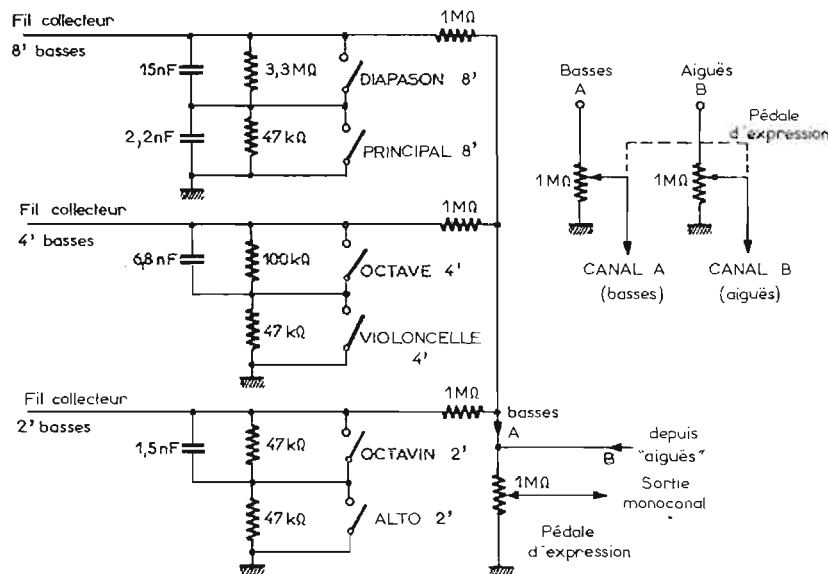 Fil collecteur
8' basses
1MΩ
15nF
3,3MΩ
DIAPASON 8'
2,2nF
47kΩ
PRINCIPAL 8'
Basses
A
Aiguës
B
Pédale
d'expression
1MΩ
1MΩ
CANAL A
(basses)
CANAL B
(aiguës)
Fil collecteur
4' basses
1MΩ
6,8nF
100kΩ
OCTAVE 4'
47kΩ
VIOLONCELLE
4'
Fil collecteur
2' basses
1MΩ
1,5nF
47kΩ
OCTAVIN 2'
47kΩ
ALTO 2'
basses
A
B
depuis
"aiguës"
1MΩ
Sortie
monoconal
Pédale
d'expression